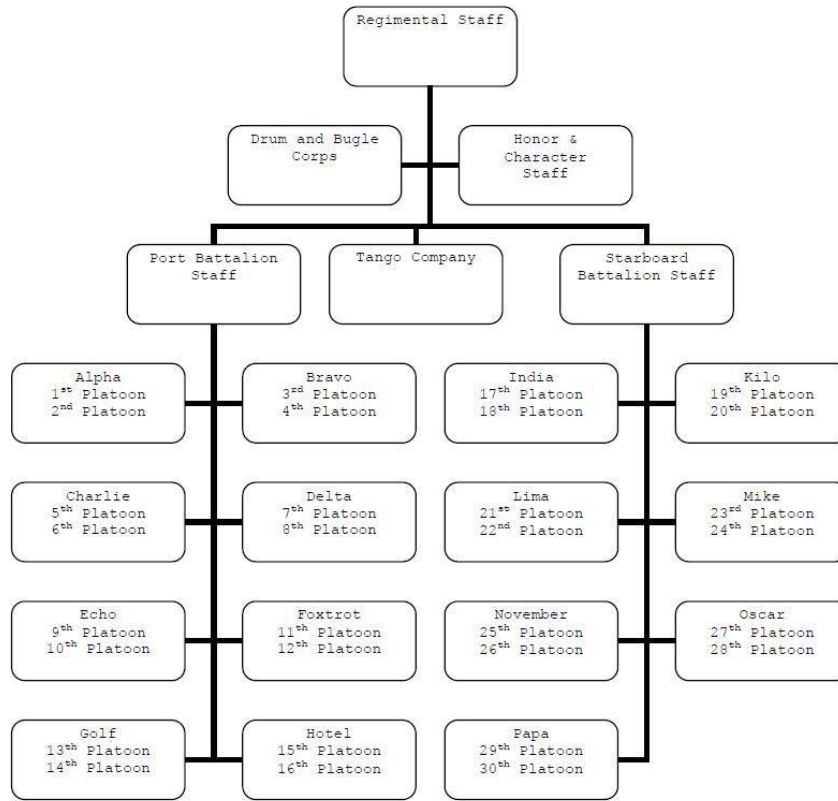 Regimental Staff
Drum and Bugle
Corps
Honor &
Character
Staff
Port Battalion
Staff
Tango Company
Starboard
Battalion Staff
Alpha
1st Platoon
2nd Platoon
Bravo
3rd Platoon
4th Platoon
India
17th Platoon
18th Platoon
Kilo
19th Platoon
20th Platoon
Charlie
5th Platoon
6th Platoon
Delta
7th Platoon
8th Platoon
Lima
21st Platoon
22nd Platoon
Mike
23rd Platoon
24th Platoon
Echo
9th Platoon
10th Platoon
Foxtrot
11th Platoon
12th Platoon
November
25th Platoon
26th Platoon
Oscar
27th Platoon
28th Platoon
Golf
13th Platoon
14th Platoon
Hotel
15th Platoon
16th Platoon
Papa
29th Platoon
30th Platoon